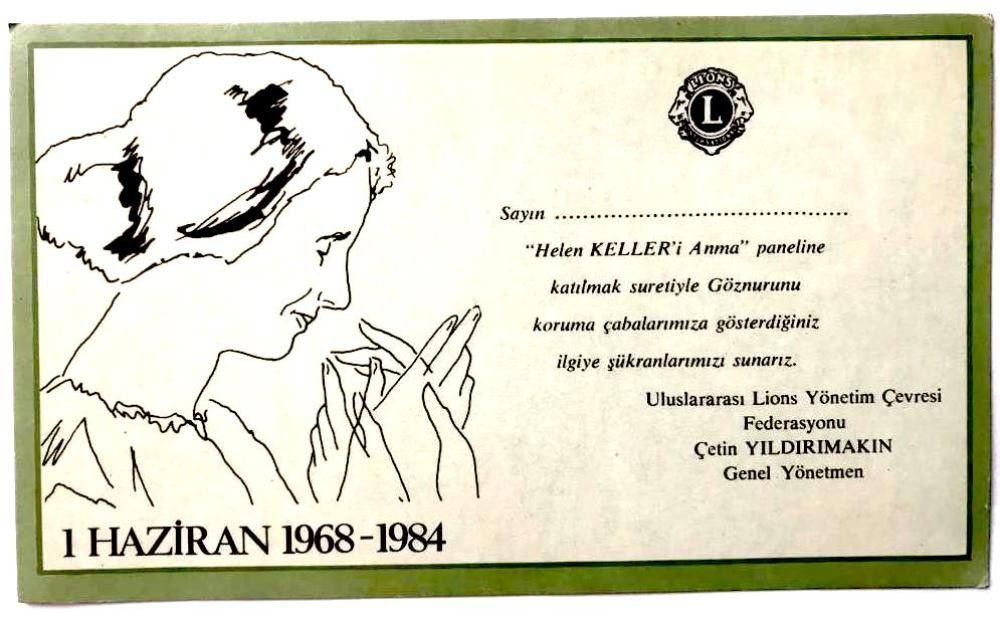 LIONS
L
Sayın ..........................................
"Helen KELLER'i Anma" paneline
katılmak suretiyle Göznurunu
koruma çabalarımıza gösterdiğiniz
ilgiye şükranlarımızı sunarız.
Uluslararası Lions Yönetim Çevresi
Federasyonu
Çetin YILDIRIMAKIN
Genel Yönetmen
1 HAZİRAN 1968-1984